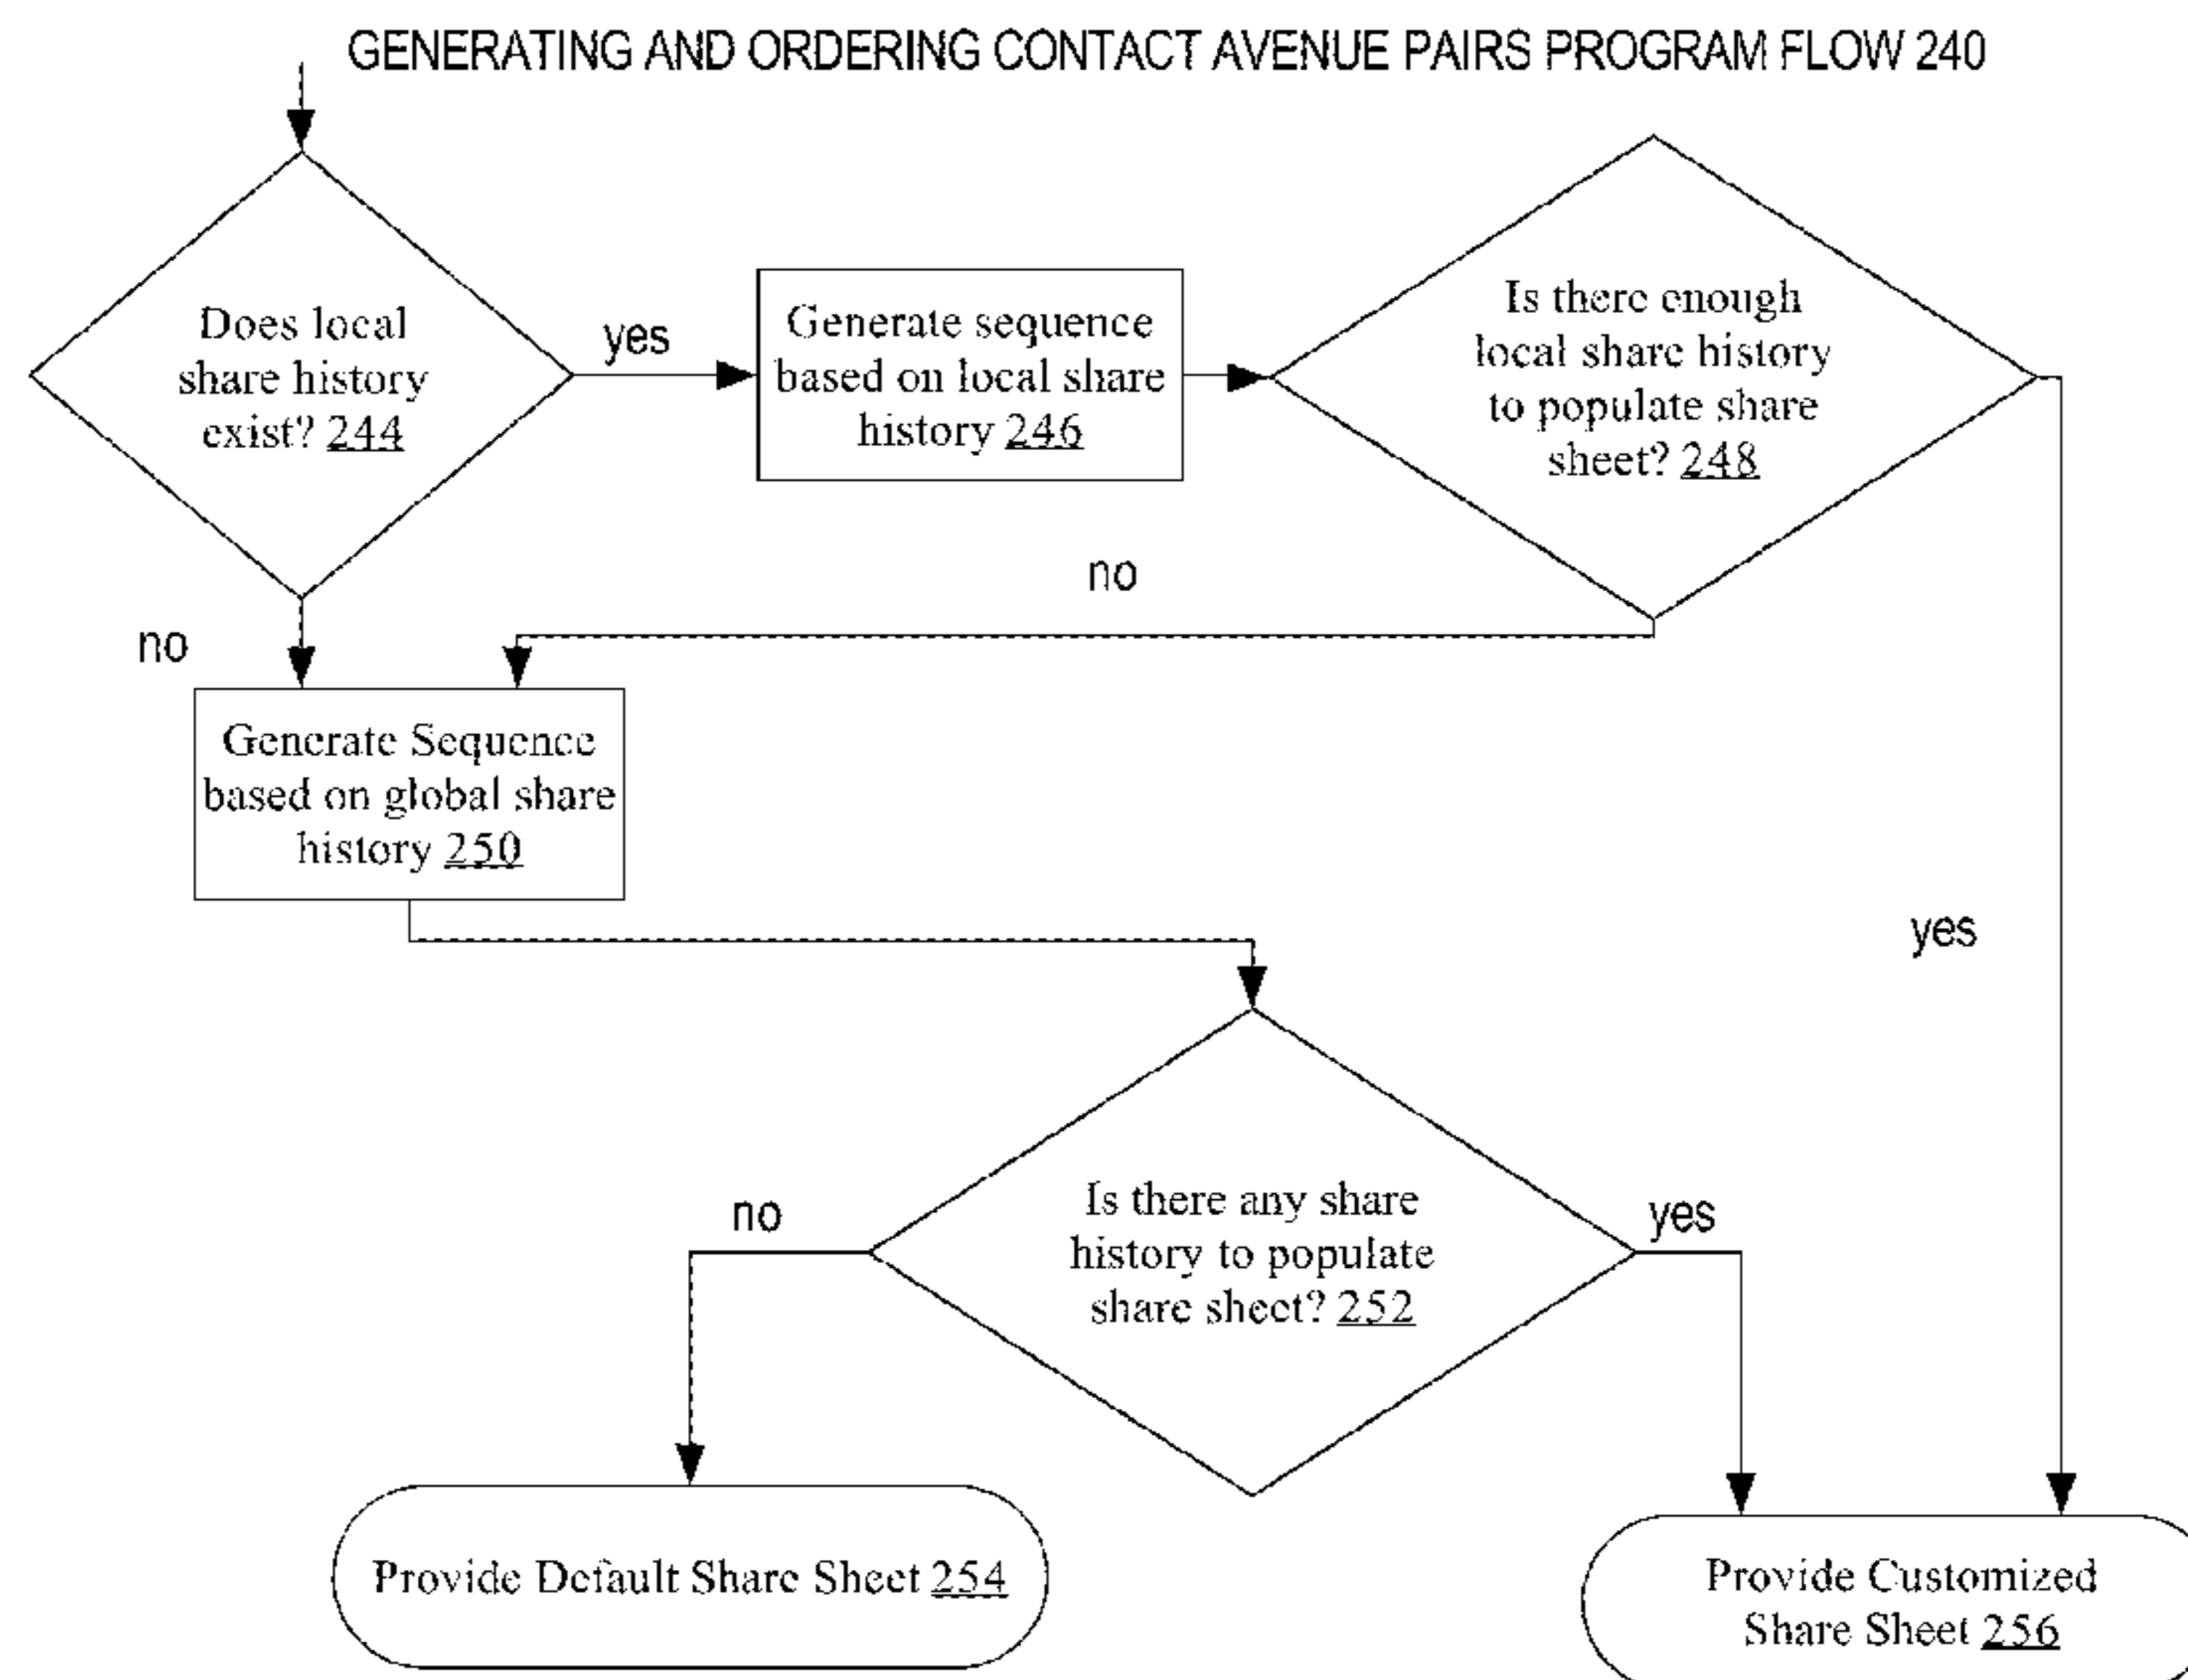 GENERATING AND ORDERING CONTACT AVENUE PAIRS PROGRAM FLOW 240
Does local
share history
exist? 244
yes
Generate sequence
based on local share
history 246
Is there enough
local share history
to populate share
sheet? 248
no
no
Generate Sequence
based on global share
history 250
yes
Is there any share
history to populate
share sheet? 252
no
yes
Provide Default Share Sheet 254
Provide Customized
Share Sheet 256